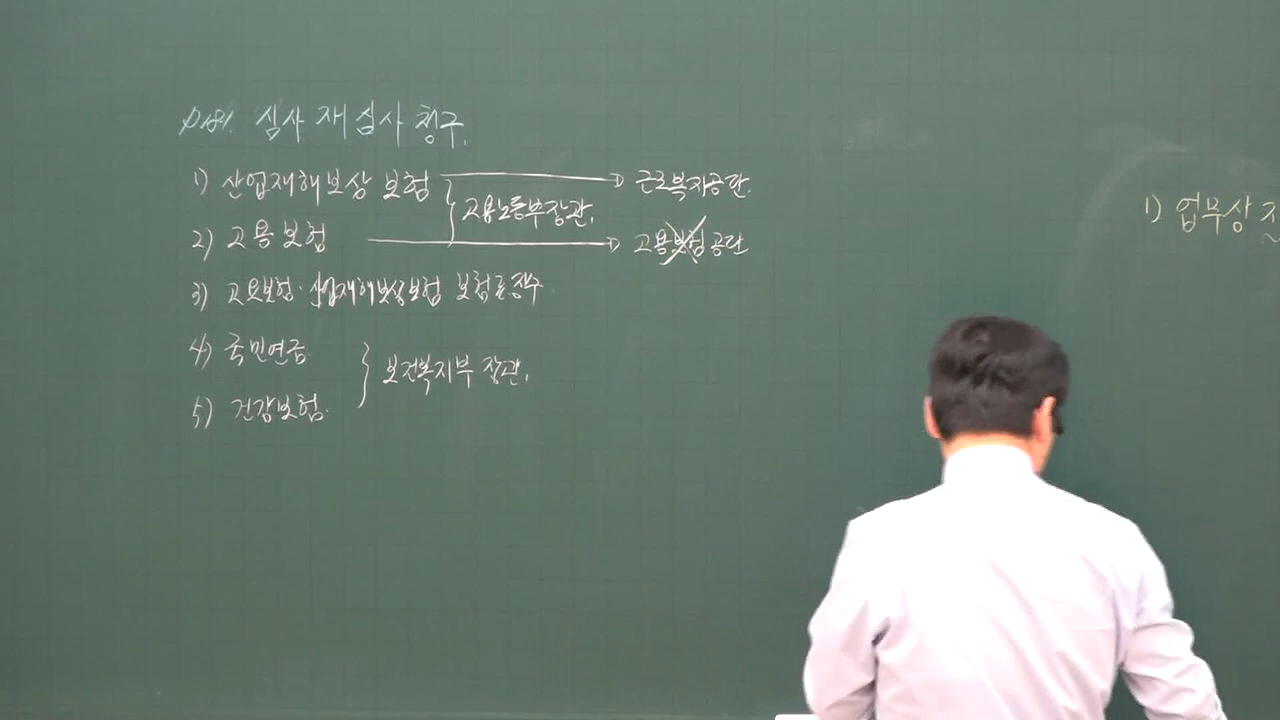 P181. 심사 재심사 청구.
1) 산업재해보상 보험 → 근로복지공단.
고용노동부장관.
2) 고용보험 → 고용보험공단
3) 고용보험·산업재해보상보험 보험료징수
4) 국민연금
보건복지부 장관.
5) 건강보험.
1) 업무상